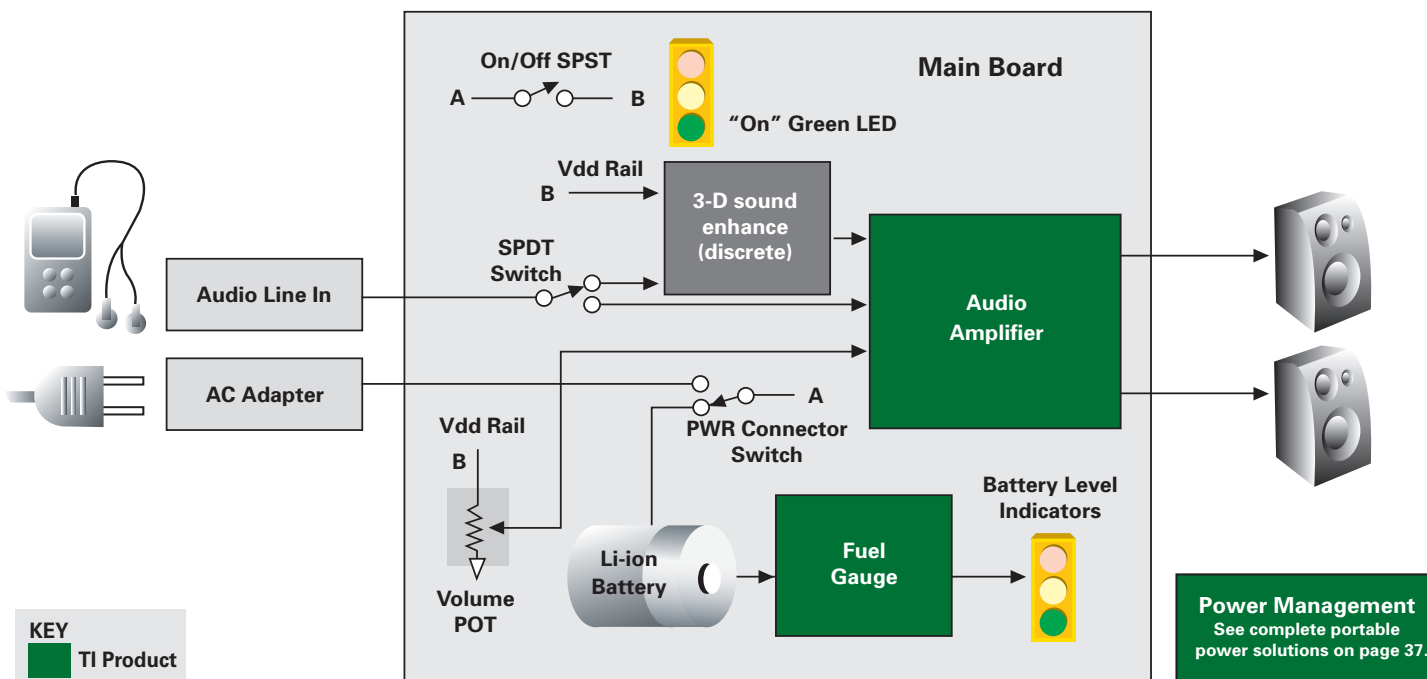 Main Board
On/Off SPST
A
B
“On” Green LED
Vdd Rail
B
3-D sound
enhance
(discrete)
SPDT
Switch
Audio Line In
Audio
Amplifier
AC Adapter
A
PWR Connector
Switch
Vdd Rail
B
Volume
POT
Li-ion
Battery
Fuel
Gauge
Battery Level
Indicators
Power Management
See complete portable
power solutions on page 37.
KEY
TI Product